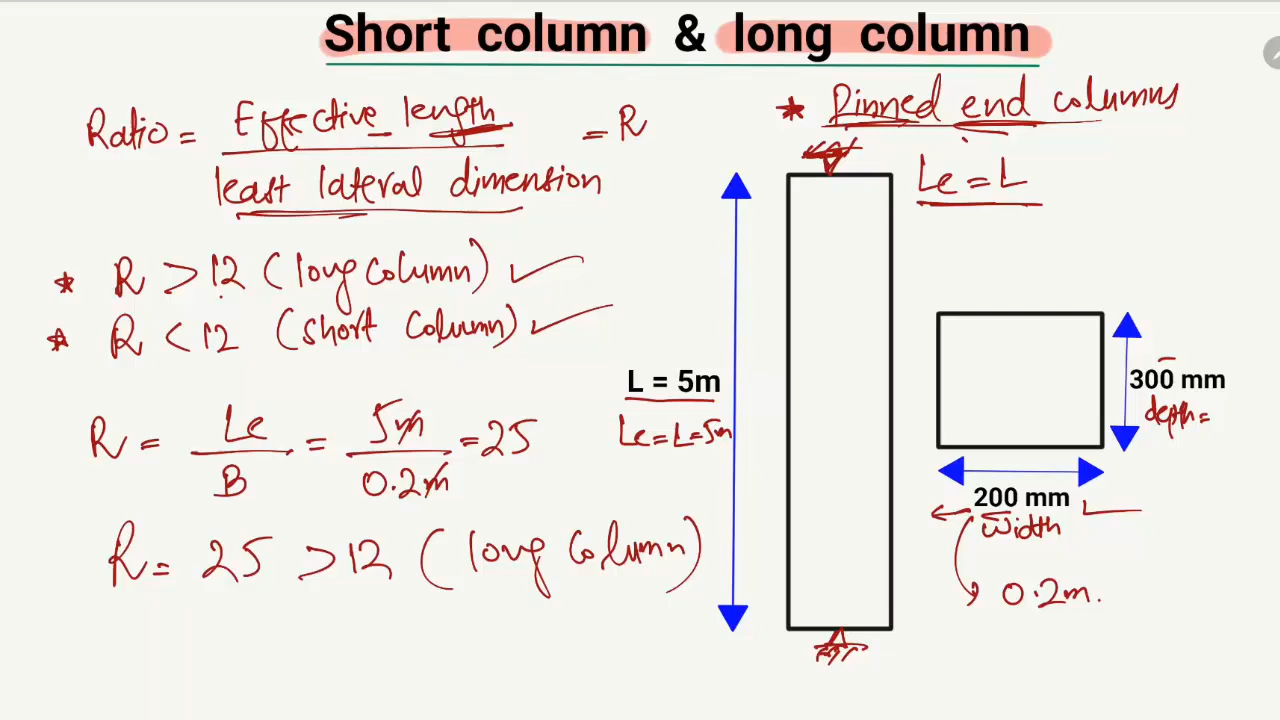 Short column & long column
Ratio = Effective length / least lateral dimension = R
* R > 12 (long column) ✓
* R < 12 (short column) ✓
R = Le / B = 5m / 0.2m = 25
R = 25 > 12 (long column)
* Pinned end columns
Le = L
L = 5m
Le = L = 5m
300 mm
depth =
200 mm
width
0.2m.